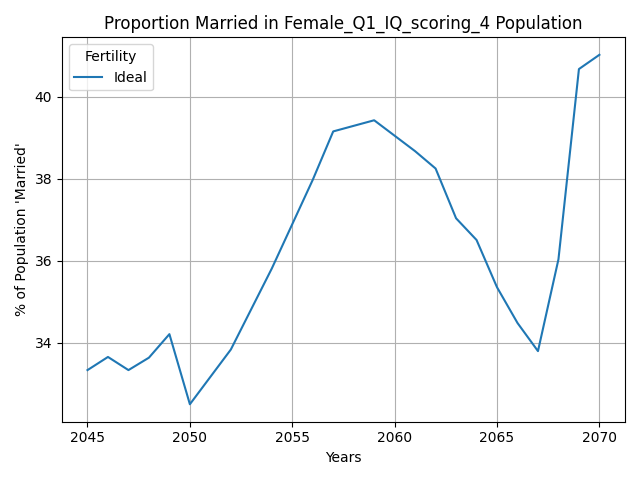 Proportion Married in Female_Q1_IQ_scoring_4 Population
Fertility
Ideal
% of Population 'Married'
40
38
36
34
2045 2050 2055 2060 2065 2070
Years